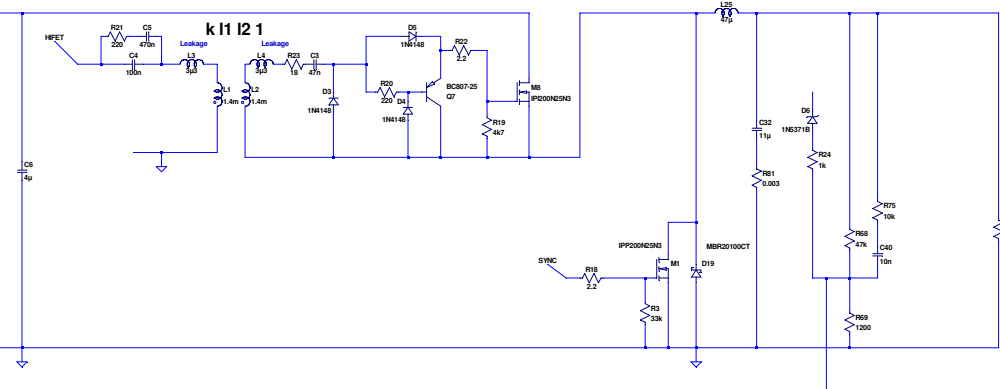 L25
47µ
HIFET
R21
220
C5
470n
k l1 l2 1
D5
1N4148
Leakage
Leakage
R22
2.2
C4
100n
L3
3µ3
L4
3µ3
R23
18
C3
47n
L1
1.4m
L2
1.4m
D3
1N4148
R20
220
D4
1N4148
BC807-25
Q7
M8
IPI200N25N3
R19
4k7
C6
4µ
C32
11µ
R81
0.003
D6
1N5371B
R24
1k
R75
10k
R68
47k
C40
10n
IPP200N25N3
M1
MBR20100CT
D19
SYNC
R18
2.2
R3
33k
R69
1200